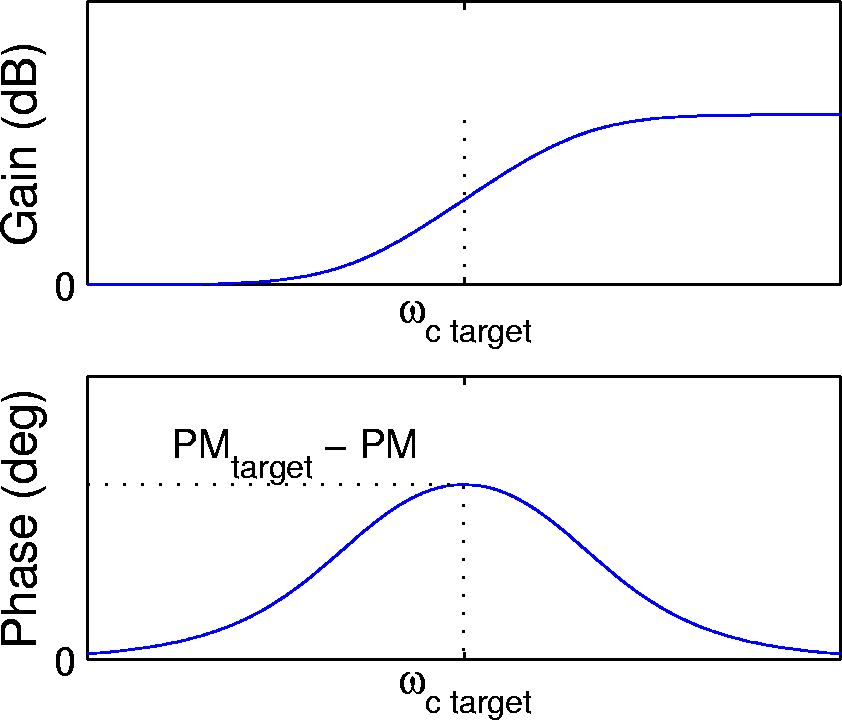 Gain (dB)
0
ω_c target
Phase (deg)
PM_target − PM
0
ω_c target